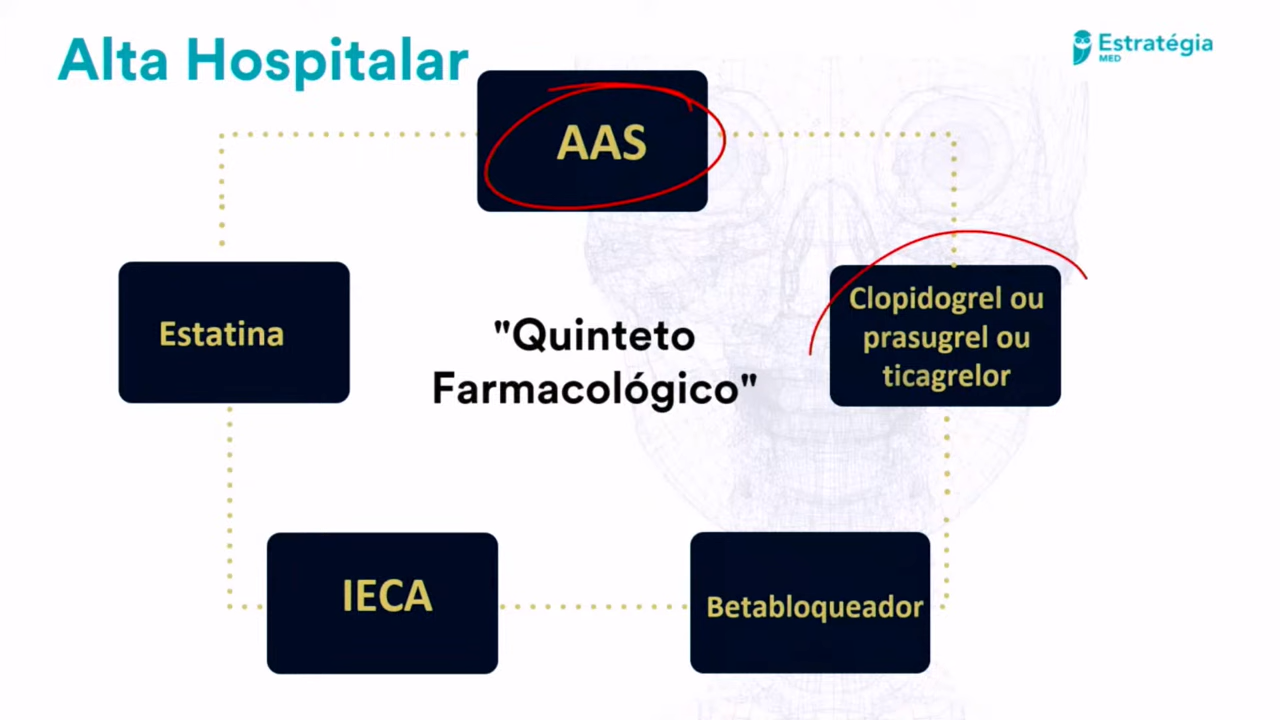 Alta Hospitalar
Estratégia
MED
AAS
Estatina
"Quinteto
Farmacológico"
Clopidogrel ou
prasugrel ou
ticagrelor
IECA
Betabloqueador